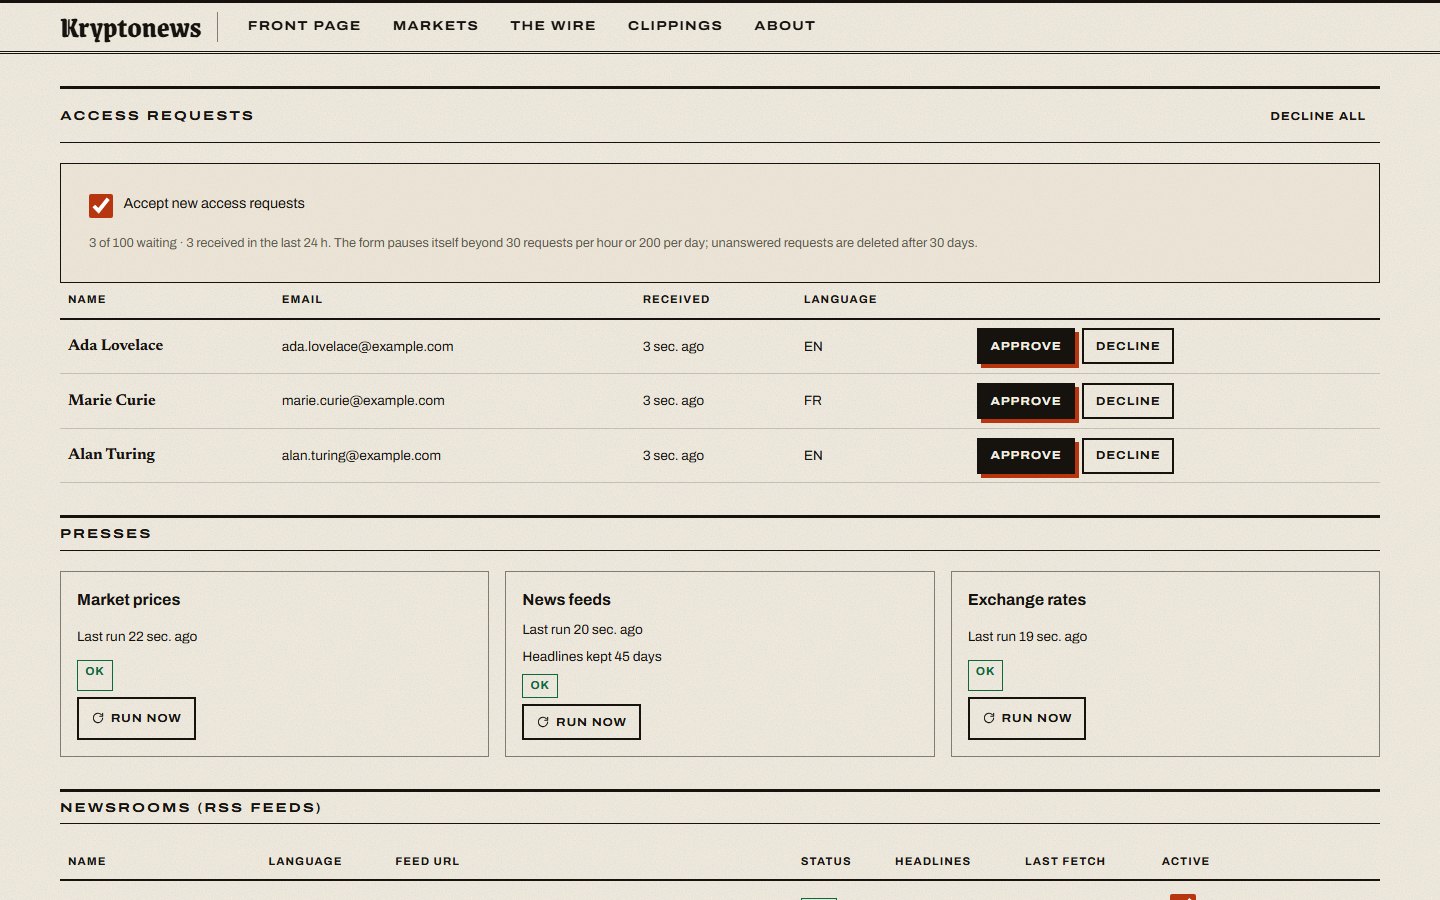 Kryptonews FRONT PAGE MARKETS THE WIRE CLIPPINGS ABOUT
ACCESS REQUESTS DECLINE ALL
Accept new access requests
3 of 100 waiting · 3 received in the last 24 h. The form pauses itself beyond 30 requests per hour or 200 per day; unanswered requests are deleted after 30 days.
NAME EMAIL RECEIVED LANGUAGE
Ada Lovelace ada.lovelace@example.com 3 sec. ago EN APPROVE DECLINE
Marie Curie marie.curie@example.com 3 sec. ago FR APPROVE DECLINE
Alan Turing alan.turing@example.com 3 sec. ago EN APPROVE DECLINE
PRESSES
Market prices
Last run 22 sec. ago
OK
RUN NOW
News feeds
Last run 20 sec. ago
Headlines kept 45 days
OK
RUN NOW
Exchange rates
Last run 19 sec. ago
OK
RUN NOW
NEWSROOMS (RSS FEEDS)
NAME LANGUAGE FEED URL STATUS HEADLINES LAST FETCH ACTIVE